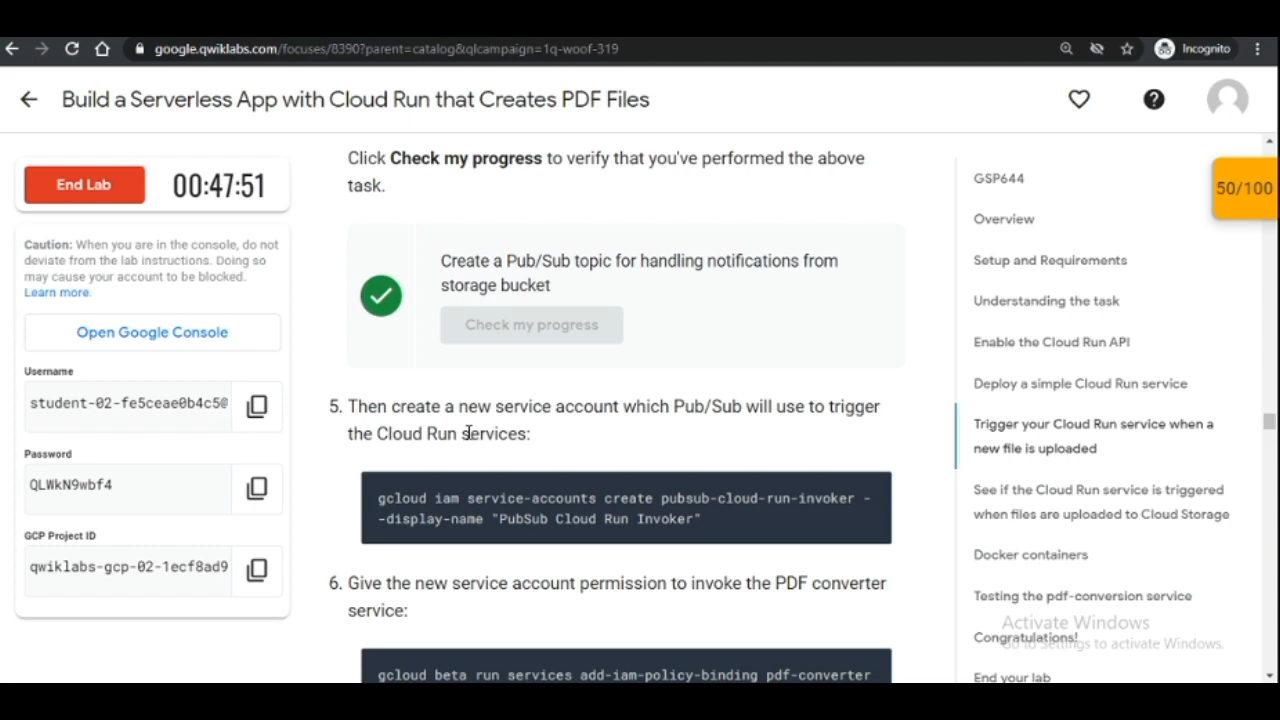 google.qwiklabs.com/focuses/8390?parent=catalog&qlcampaign=1q-woof-319
Incognito
Build a Serverless App with Cloud Run that Creates PDF Files
End Lab
00:47:51
Caution: When you are in the console, do not
deviate from the lab instructions. Doing so
may cause your account to be blocked.
Learn more.
Open Google Console
Username
student-02-fe5ceae0b4c5@
Password
QLWkN9wbf4
GCP Project ID
qwiklabs-gcp-02-1ecf8ad9
Click Check my progress to verify that you've performed the above
task.
Create a Pub/Sub topic for handling notifications from
storage bucket
Check my progress
5. Then create a new service account which Pub/Sub will use to trigger
the Cloud Run services:
gcloud iam service-accounts create pubsub-cloud-run-invoker -
-display-name "PubSub Cloud Run Invoker"
6. Give the new service account permission to invoke the PDF converter
service:
gcloud beta run services add-iam-policy-binding pdf-converter
50/100
GSP644
Overview
Setup and Requirements
Understanding the task
Enable the Cloud Run API
Deploy a simple Cloud Run service
Trigger your Cloud Run service when a
new file is uploaded
See if the Cloud Run service is triggered
when files are uploaded to Cloud Storage
Docker containers
Testing the pdf-conversion service
Activate Windows
Congratulations!
Go to Settings to activate Windows.
End your lab